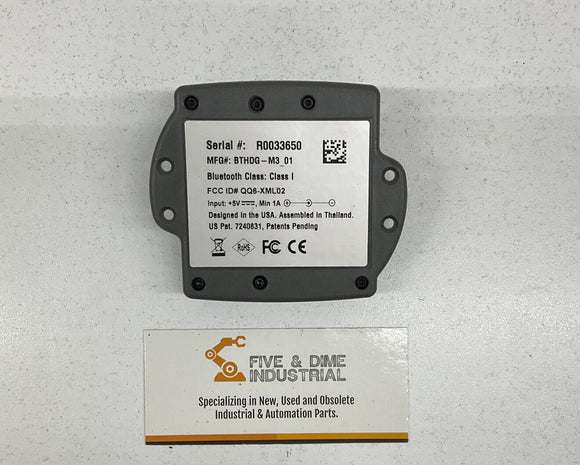 Serial #: R0033650
MFG#: BTHDG-M3_01
Bluetooth Class: Class I
FCC ID# QQ6-XML02
Input: +5V⎓, Min 1A
Designed in the USA. Assembled in Thailand.
US Pat. 7240831, Patents Pending
RoHS FC CE
FIVE & DIME
INDUSTRIAL
Specializing in New, Used and Obsolete
Industrial & Automation Parts.